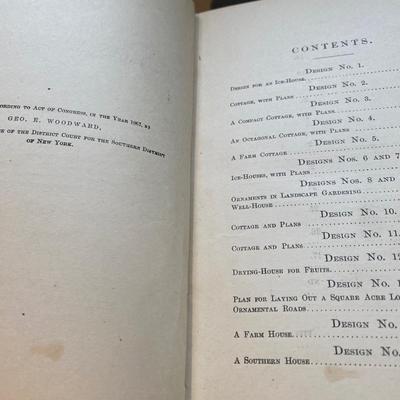 ORDING TO ACT OF CONGRESS, IN THE YEAR 1867, BY
GEO. E. WOODWARD,
E OF THE DISTRICT COURT FOR THE SOUTHERN DISTRICT
OF NEW YORK.
CONTENTS.
DESIGN NO. 1.
DESIGN FOR AN ICE-HOUSE
DESIGN NO. 2.
COTTAGE, WITH PLANS
DESIGN NO. 3.
A COMPACT COTTAGE, WITH PLANS
DESIGN NO. 4.
AN OCTAGONAL COTTAGE, WITH PLANS
DESIGN NO. 5.
A FARM COTTAGE
DESIGNS NOS. 6 AND 7
ICE-HOUSES, WITH PLANS
DESIGNS NOS. 8 AND
ORNAMENTS IN LANDSCAPE GARDENING
WELL-HOUSE
DESIGN NO. 10.
COTTAGE AND PLANS
DESIGN NO. 11.
COTTAGE AND PLANS
DESIGN NO. 12
DRYING-HOUSE FOR FRUITS
DESIGN NO. 1
PLAN FOR LAYING OUT A SQUARE ACRE LO
ORNAMENTAL ROADS
DESIGN NO.
A FARM HOUSE
DESIGN NO.
A SOUTHERN HOUSE